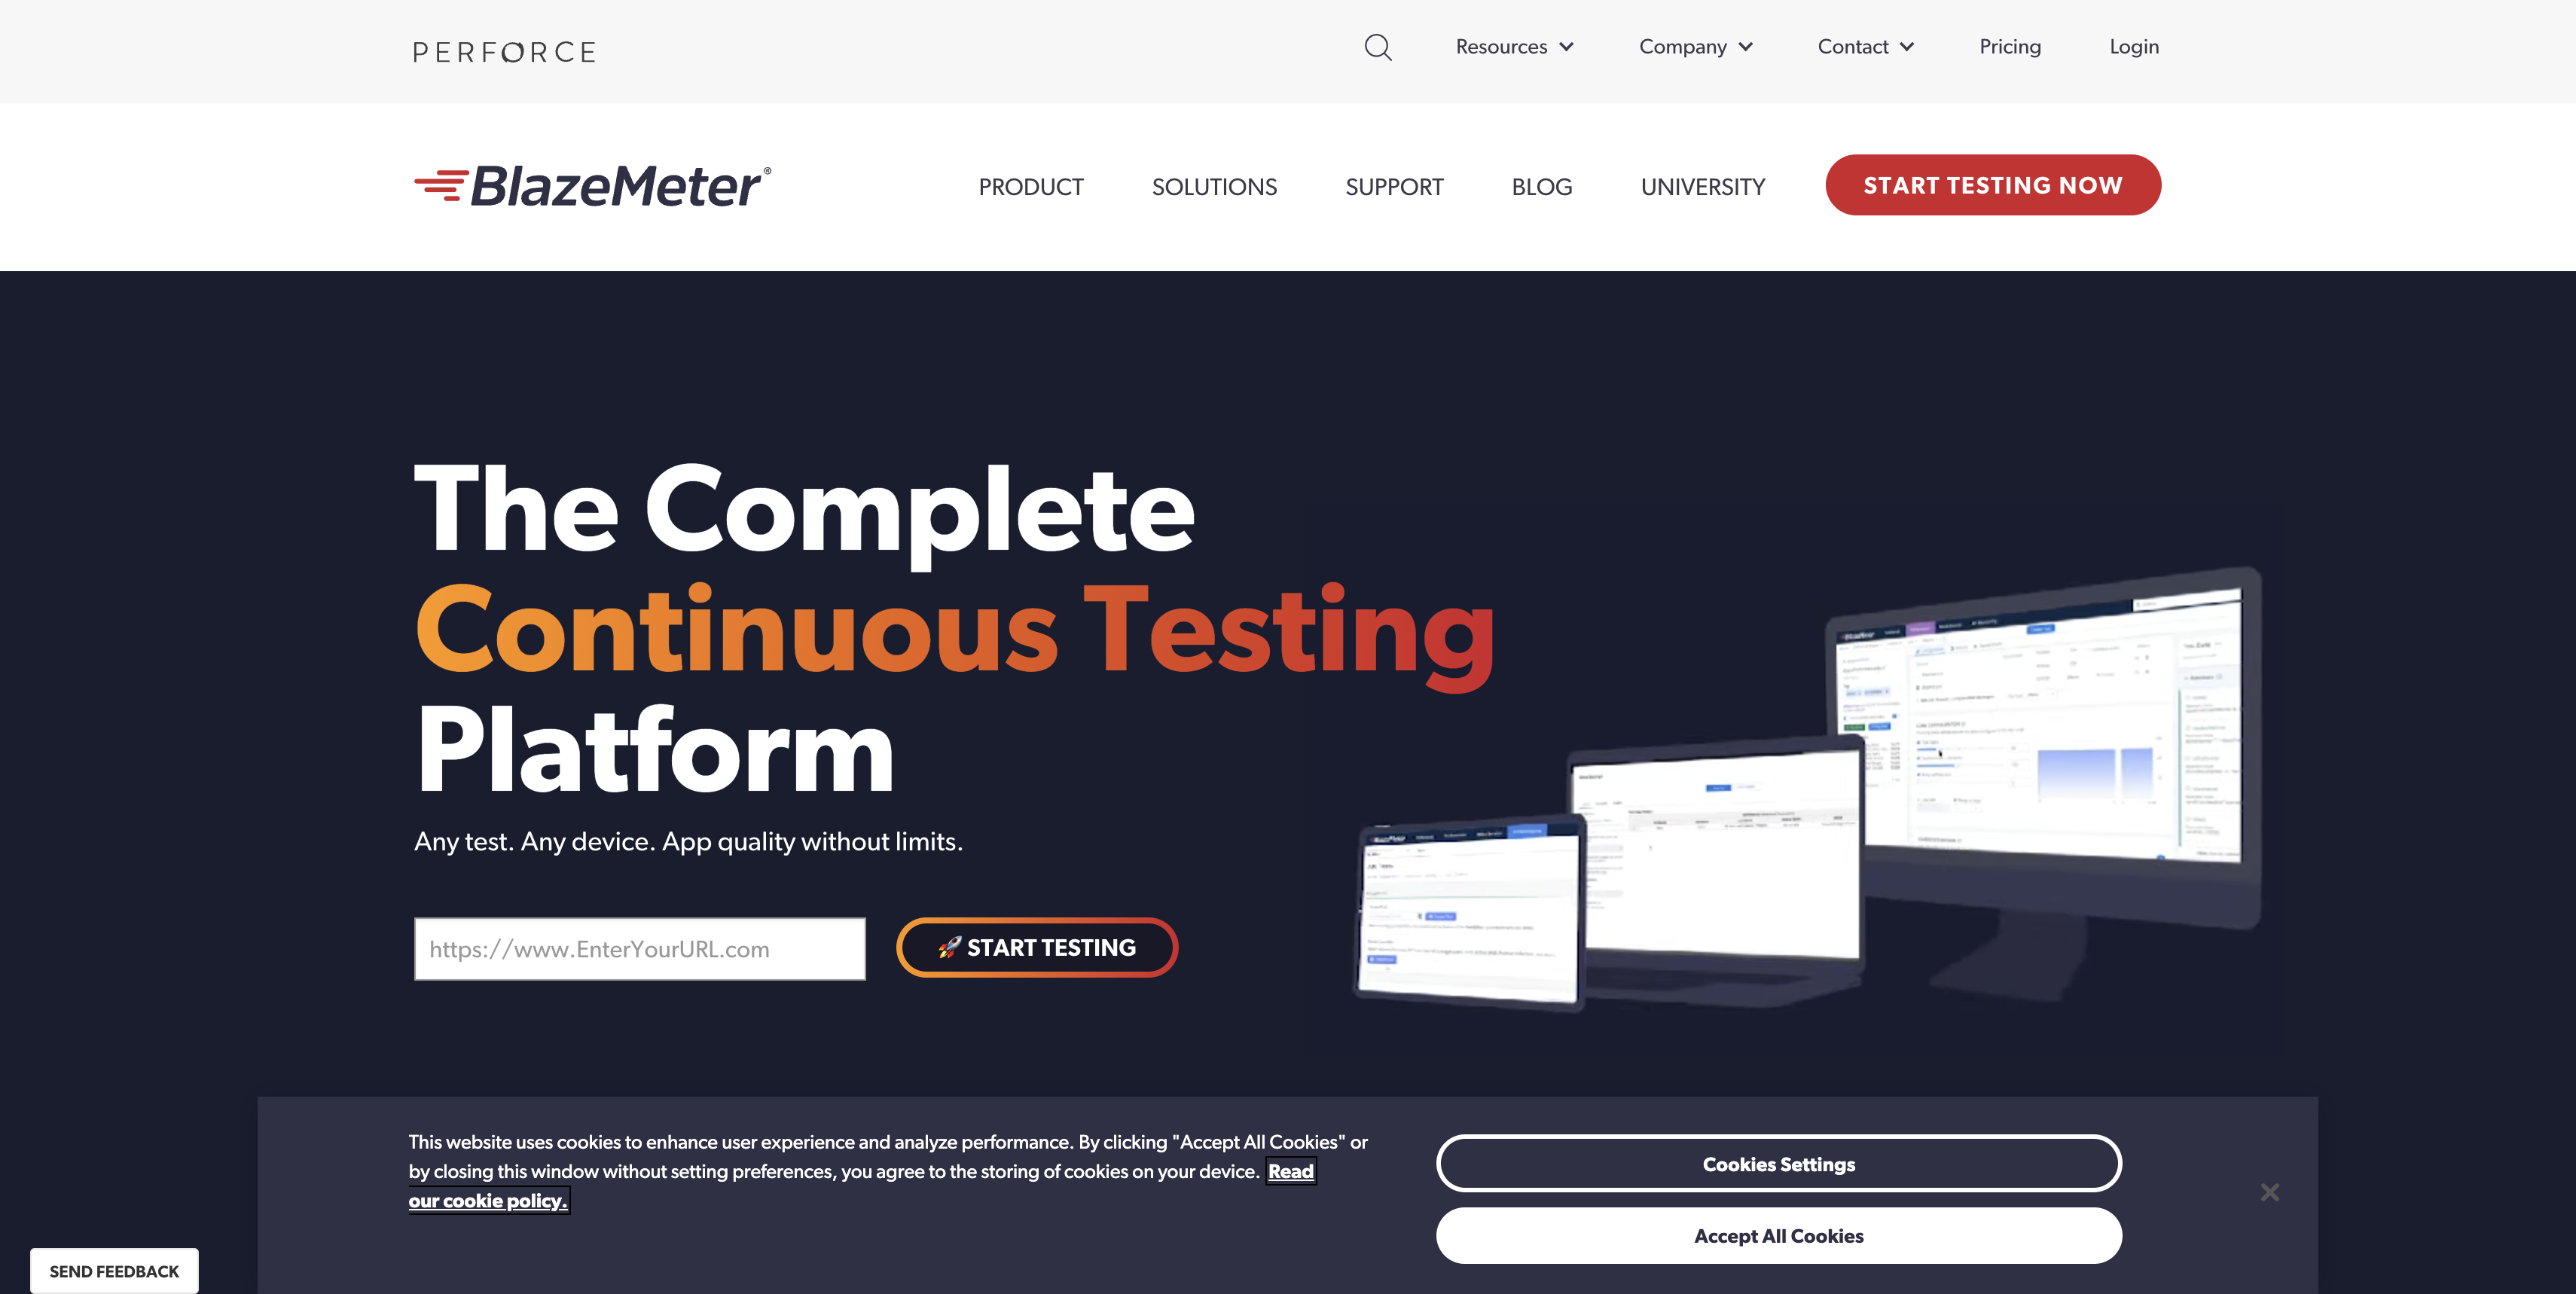 PERFORCE
Resources
Company
Contact
Pricing
Login
BlazeMeter®
PRODUCT
SOLUTIONS
SUPPORT
BLOG
UNIVERSITY
START TESTING NOW
The Complete
Continuous Testing
Platform
Any test. Any device. App quality without limits.
https://www.EnterYourURL.com
🚀 START TESTING
This website uses cookies to enhance user experience and analyze performance. By clicking "Accept All Cookies" or
by closing this window without setting preferences, you agree to the storing of cookies on your device. Read
our cookie policy.
Cookies Settings
Accept All Cookies
SEND FEEDBACK